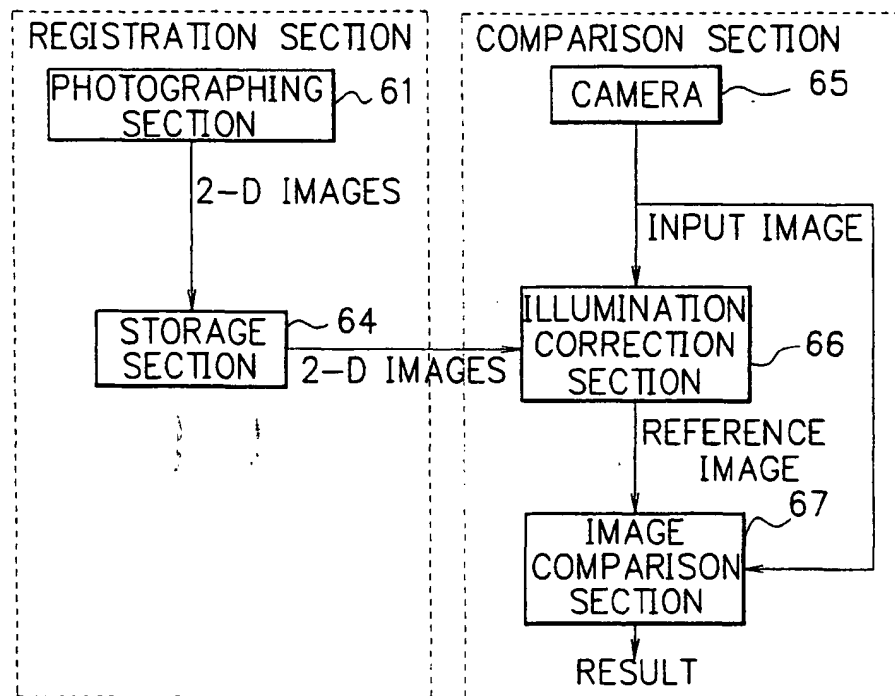 REGISTRATION SECTION
PHOTOGRAPHING
SECTION
61
2-D IMAGES
STORAGE
SECTION
64
2-D IMAGES
COMPARISON SECTION
CAMERA
65
INPUT IMAGE
ILLUMINATION
CORRECTION
SECTION
66
REFERENCE
IMAGE
67
IMAGE
COMPARISON
SECTION
RESULT